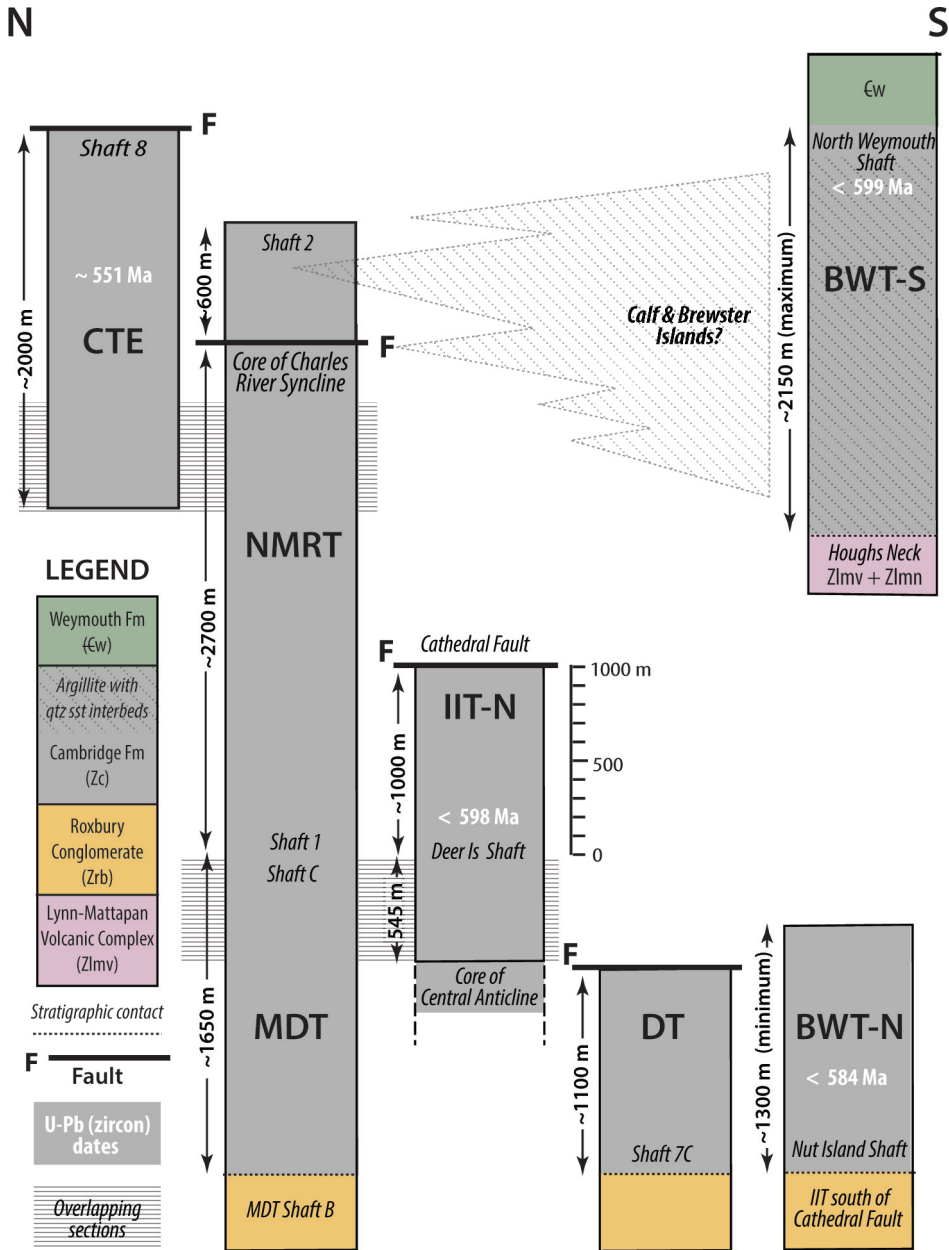 N
S
F
Shaft 8
~ 551 Ma
CTE
~2000 m
Shaft 2
~600 m
F
Core of Charles
River Syncline
NMRT
~2700 m
Shaft 1
Shaft C
MDT
~1650 m
MDT Shaft B
Calf & Brewster
Islands?
Ꞓw
North Weymouth
Shaft
< 599 Ma
BWT-S
~2150 m (maximum)
Houghs Neck
Zlmv + Zlmn
F
Cathedral Fault
IIT-N
~1000 m
< 598 Ma
Deer Is Shaft
545 m
Core of
Central Anticline
1000 m
500
0
F
DT
~1100 m
Shaft 7C
BWT-N
~1300 m (minimum)
< 584 Ma
Nut Island Shaft
IIT south of
Cathedral Fault
LEGEND
Weymouth Fm
(Ꞓw)
Argillite with
qtz sst interbeds
Cambridge Fm
(Zc)
Roxbury
Conglomerate
(Zrb)
Lynn-Mattapan
Volcanic Complex
(Zlmv)
Stratigraphic contact
F
Fault
U-Pb (zircon)
dates
Overlapping
sections